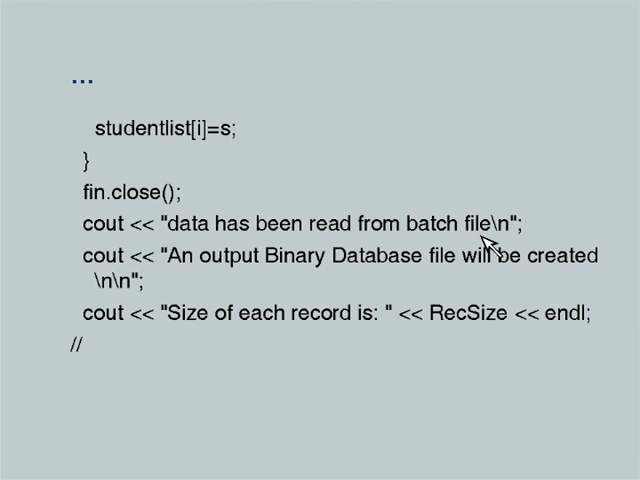 ...
studentlist[i]=s;
}
fin.close();
cout << "data has been read from batch file\n";
cout << "An output Binary Database file will be created
\n\n";
cout << "Size of each record is: " << RecSize << endl;
//